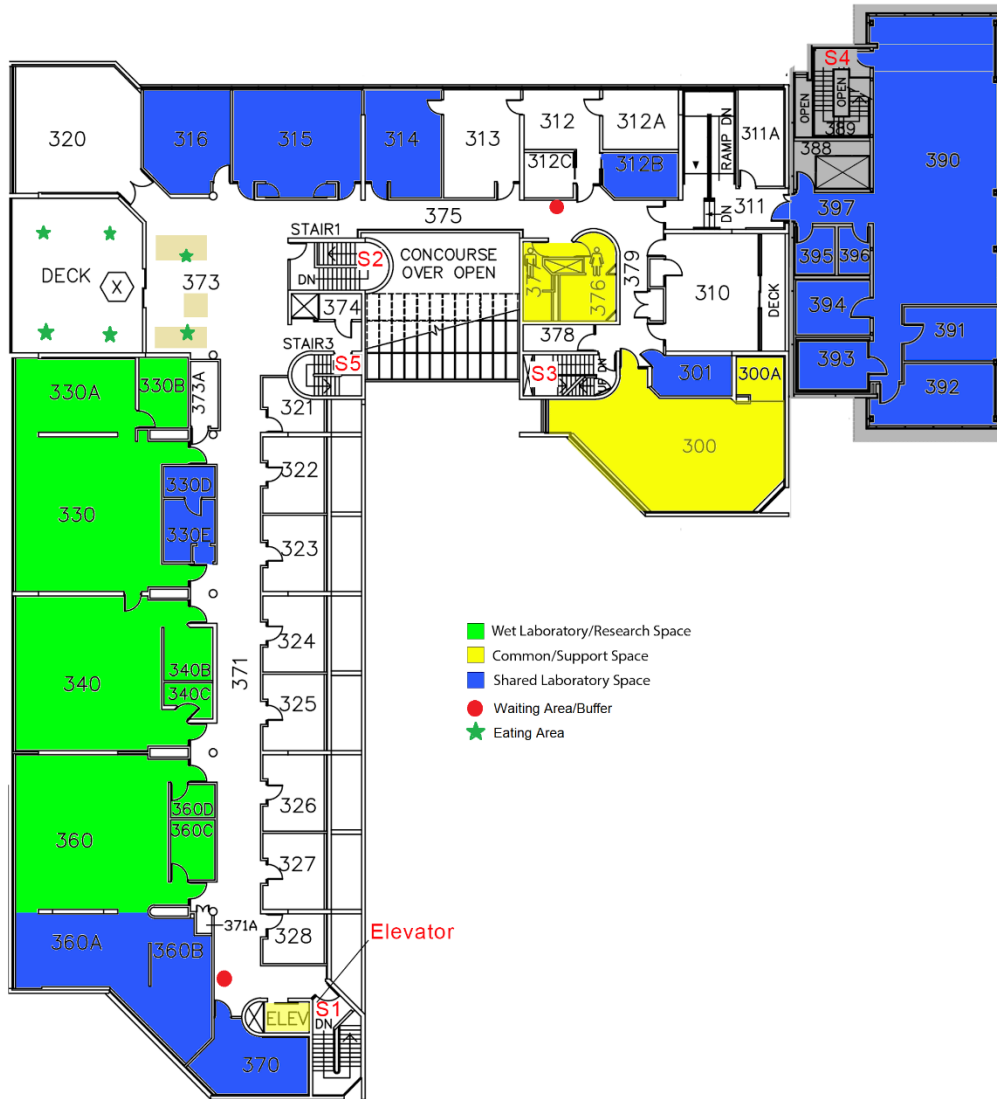 S4
OPEN
OPEN
389
388
320
316
315
314
313
312
312A
312C
312B
RAMP DN
311A
311
DN
390
397
395
396
394
391
393
392
375
STAIR1
S2
DN
CONCOURSE
OVER OPEN
374
STAIR3
S5
DECK
X
373
376
379
378
310
DECK
S3
DN
301
300A
300
330A
330B
373A
330
330D
330E
321
322
323
324
325
326
327
328
371
340
340B
340C
360
360D
360C
371A
360A
360B
Elevator
ELEV
S1
DN
370
Wet Laboratory/Research Space
Common/Support Space
Shared Laboratory Space
Waiting Area/Buffer
Eating Area